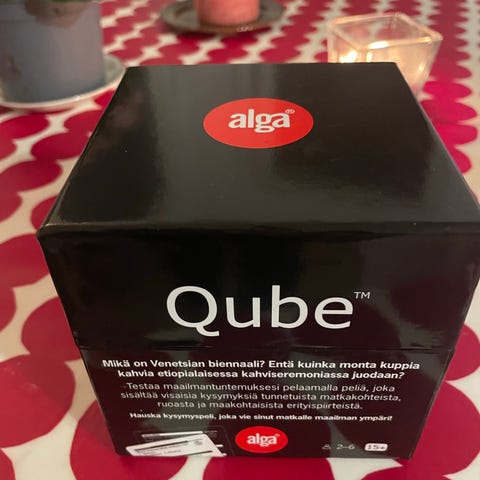 alga®
Qube™
Mikä on Venetsian biennaali? Entä kuinka monta kuppia
kahvia etiopialaisessa kahviseremoniassa juodaan?
Testaa maailmantuntemuksesi pelaamalla peliä, joka
sisältää visaisia kysymyksiä tunnetuista matkakohteista,
ruoasta ja maakohtaisista erityispiirteistä.
Hauska kysymyspeli, joka vie sinut matkalle maailman ympäri!
alga®
2–6 15+